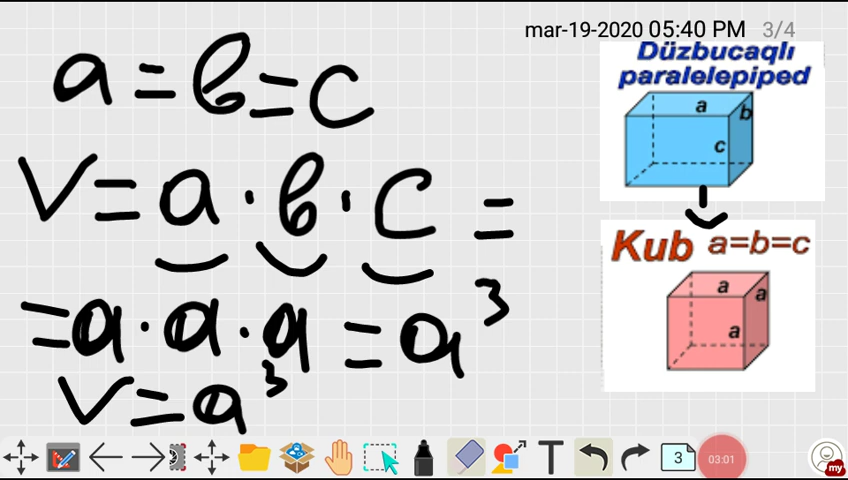 mar-19-2020 05:40 PM 3/4
a = b = c
V = a · b · c =
= a · a · a = a³
V = a³
Düzbucaqlı
paralelepiped
a
b
c
Kub a=b=c
a
a
a
T
3
03:01
my